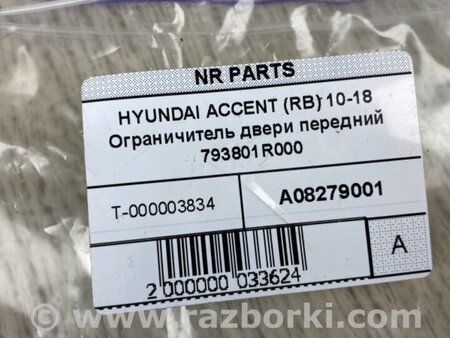 NR PARTS
HYUNDAI ACCENT (RB) 10-18
Ограничитель двери передний
793801R000
T-000003834
A08279001
A
2 000000 033624
www.razborki.com